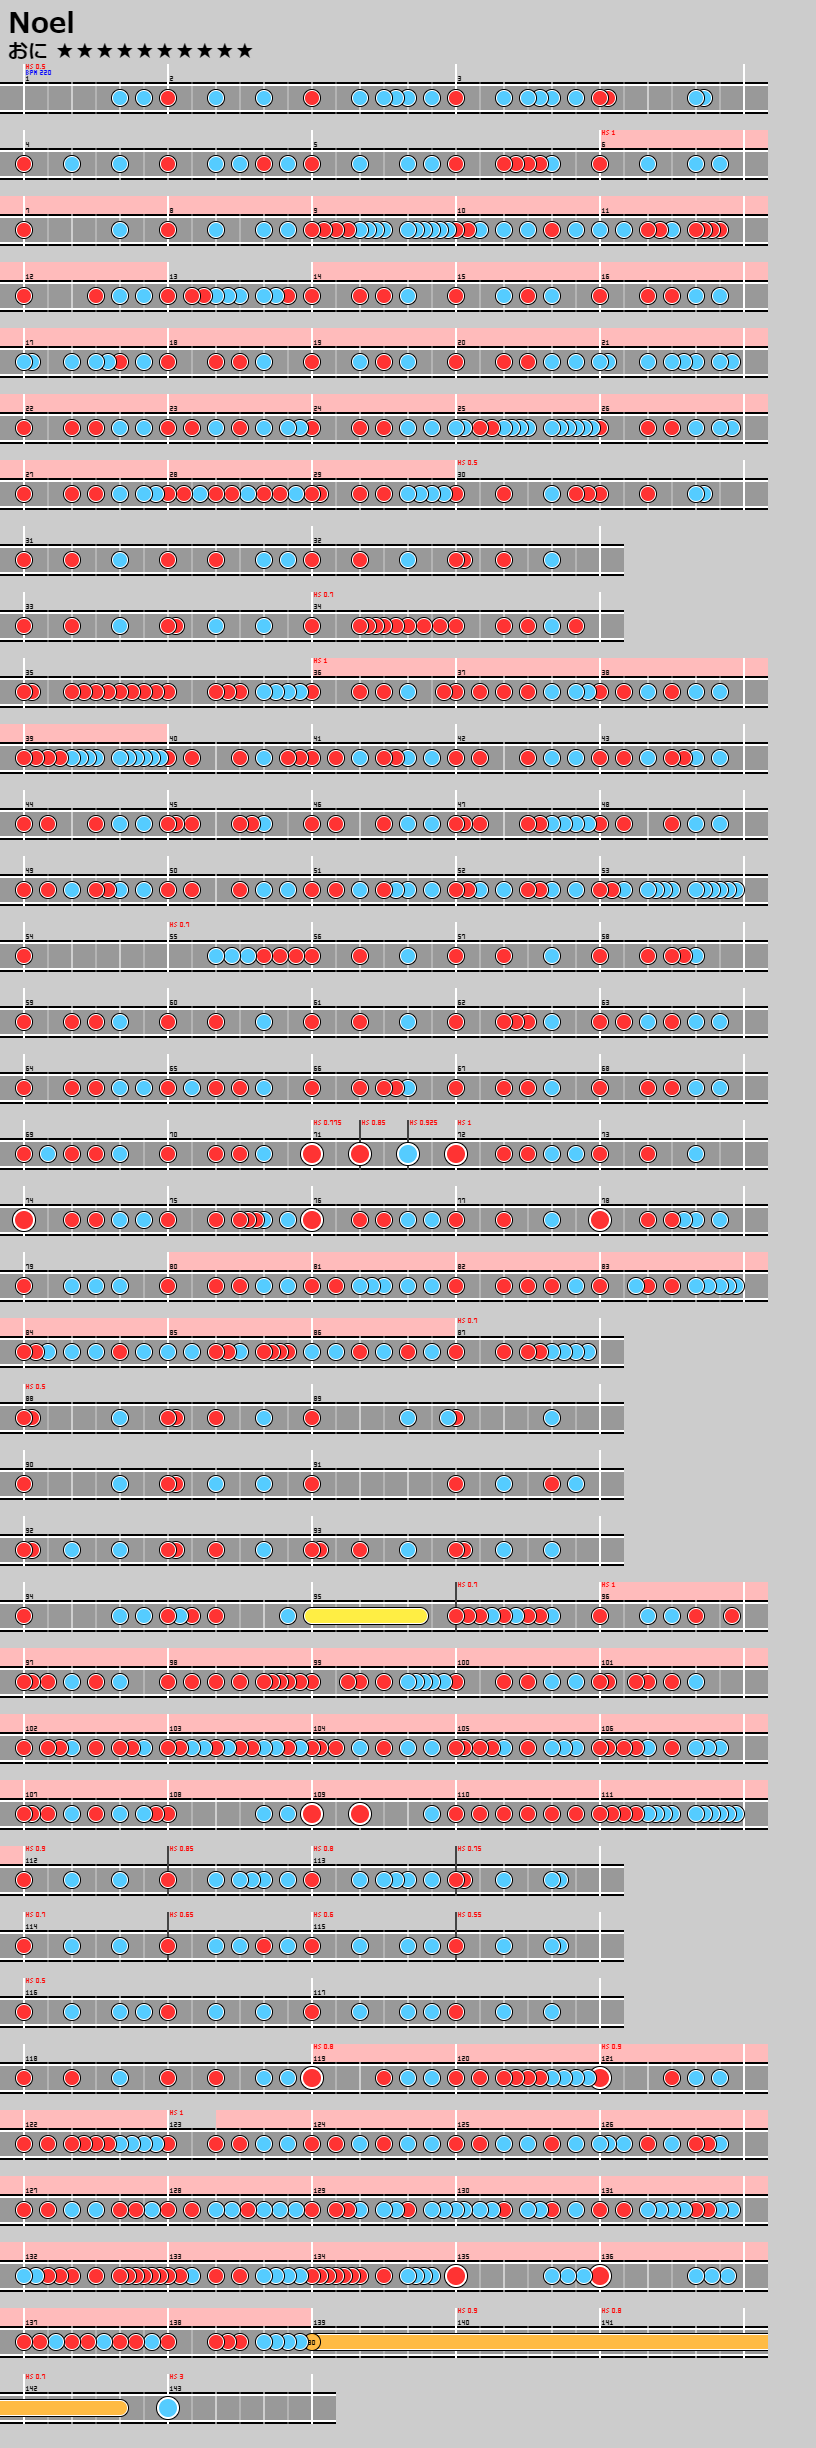 Noel
おに ★★★★★★★★★★
HS 0.5
BPM 220
1 2 3
HS 1
4 5 6
7 8 9 10 11
12 13 14 15 16
17 18 19 20 21
22 23 24 25 26
HS 0.5
27 28 29 30
31 32
HS 0.7
33 34
HS 1
35 36 37 38
39 40 41 42 43
44 45 46 47 48
49 50 51 52 53
HS 0.7
54 55 56 57 58
59 60 61 62 63
64 65 66 67 68
HS 0.775 HS 0.85 HS 0.925 HS 1
69 70 71 72 73
74 75 76 77 78
79 80 81 82 83
HS 0.7
84 85 86 87
HS 0.5
88 89
90 91
92 93
HS 0.7 HS 1
94 95 96
97 98 99 100 101
102 103 104 105 106
107 108 109 110 111
HS 0.9 HS 0.85 HS 0.8 HS 0.75
112 113
HS 0.7 HS 0.65 HS 0.6 HS 0.55
114 115
HS 0.5
116 117
HS 0.8 HS 0.9
118 119 120 121
HS 1
122 123 124 125 126
127 128 129 130 131
132 133 134 135 136
HS 0.9 HS 0.8
137 138 139 140 141
HS 0.7 HS 3
142 143